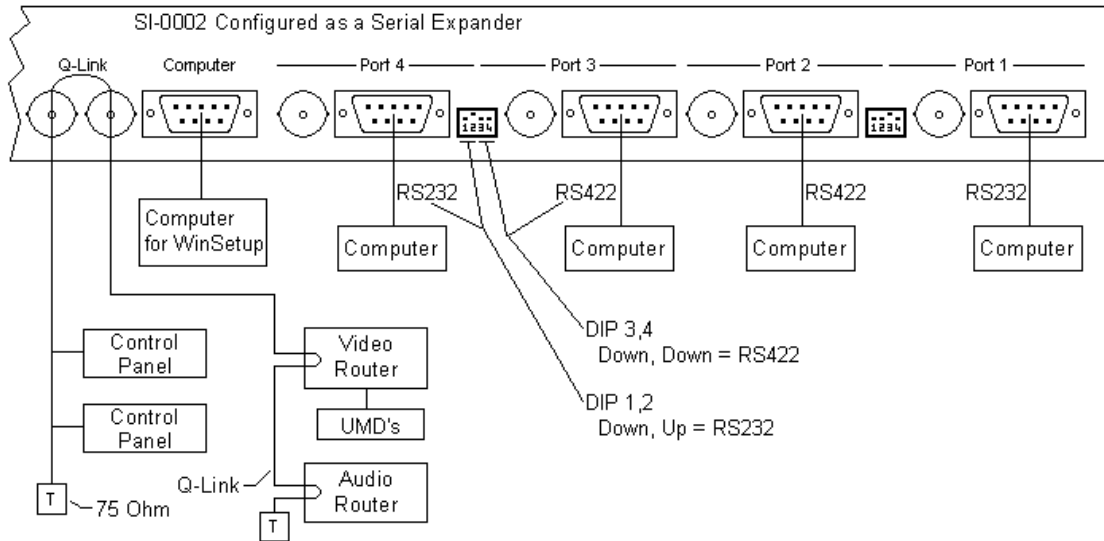 SI-0002 Configured as a Serial Expander
Q-Link
Computer
Port 4
Port 3
Port 2
Port 1
1234
1234
RS232
RS422
RS422
RS232
Computer
for WinSetup
Computer
Computer
Computer
Computer
Control
Panel
Video
Router
DIP 3,4
Down, Down = RS422
Control
Panel
UMD's
DIP 1,2
Down, Up = RS232
Q-Link
Audio
Router
T
75 Ohm
T